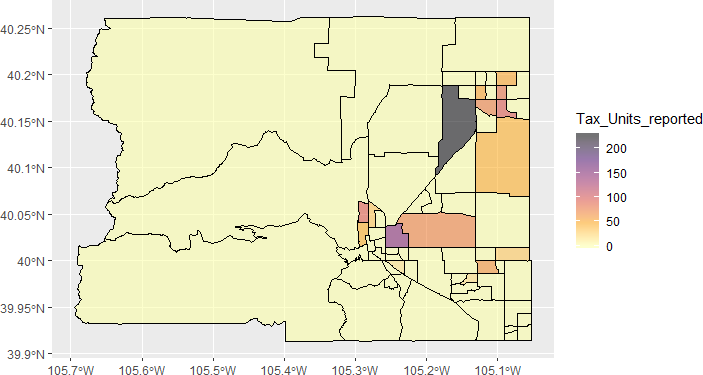 40.25°N
40.2°N
40.15°N
40.1°N
40.05°N
40°N
39.95°N
39.9°N
105.7°W
105.6°W
105.5°W
105.4°W
105.3°W
105.2°W
105.1°W
Tax_Units_reported
200
150
100
50
0